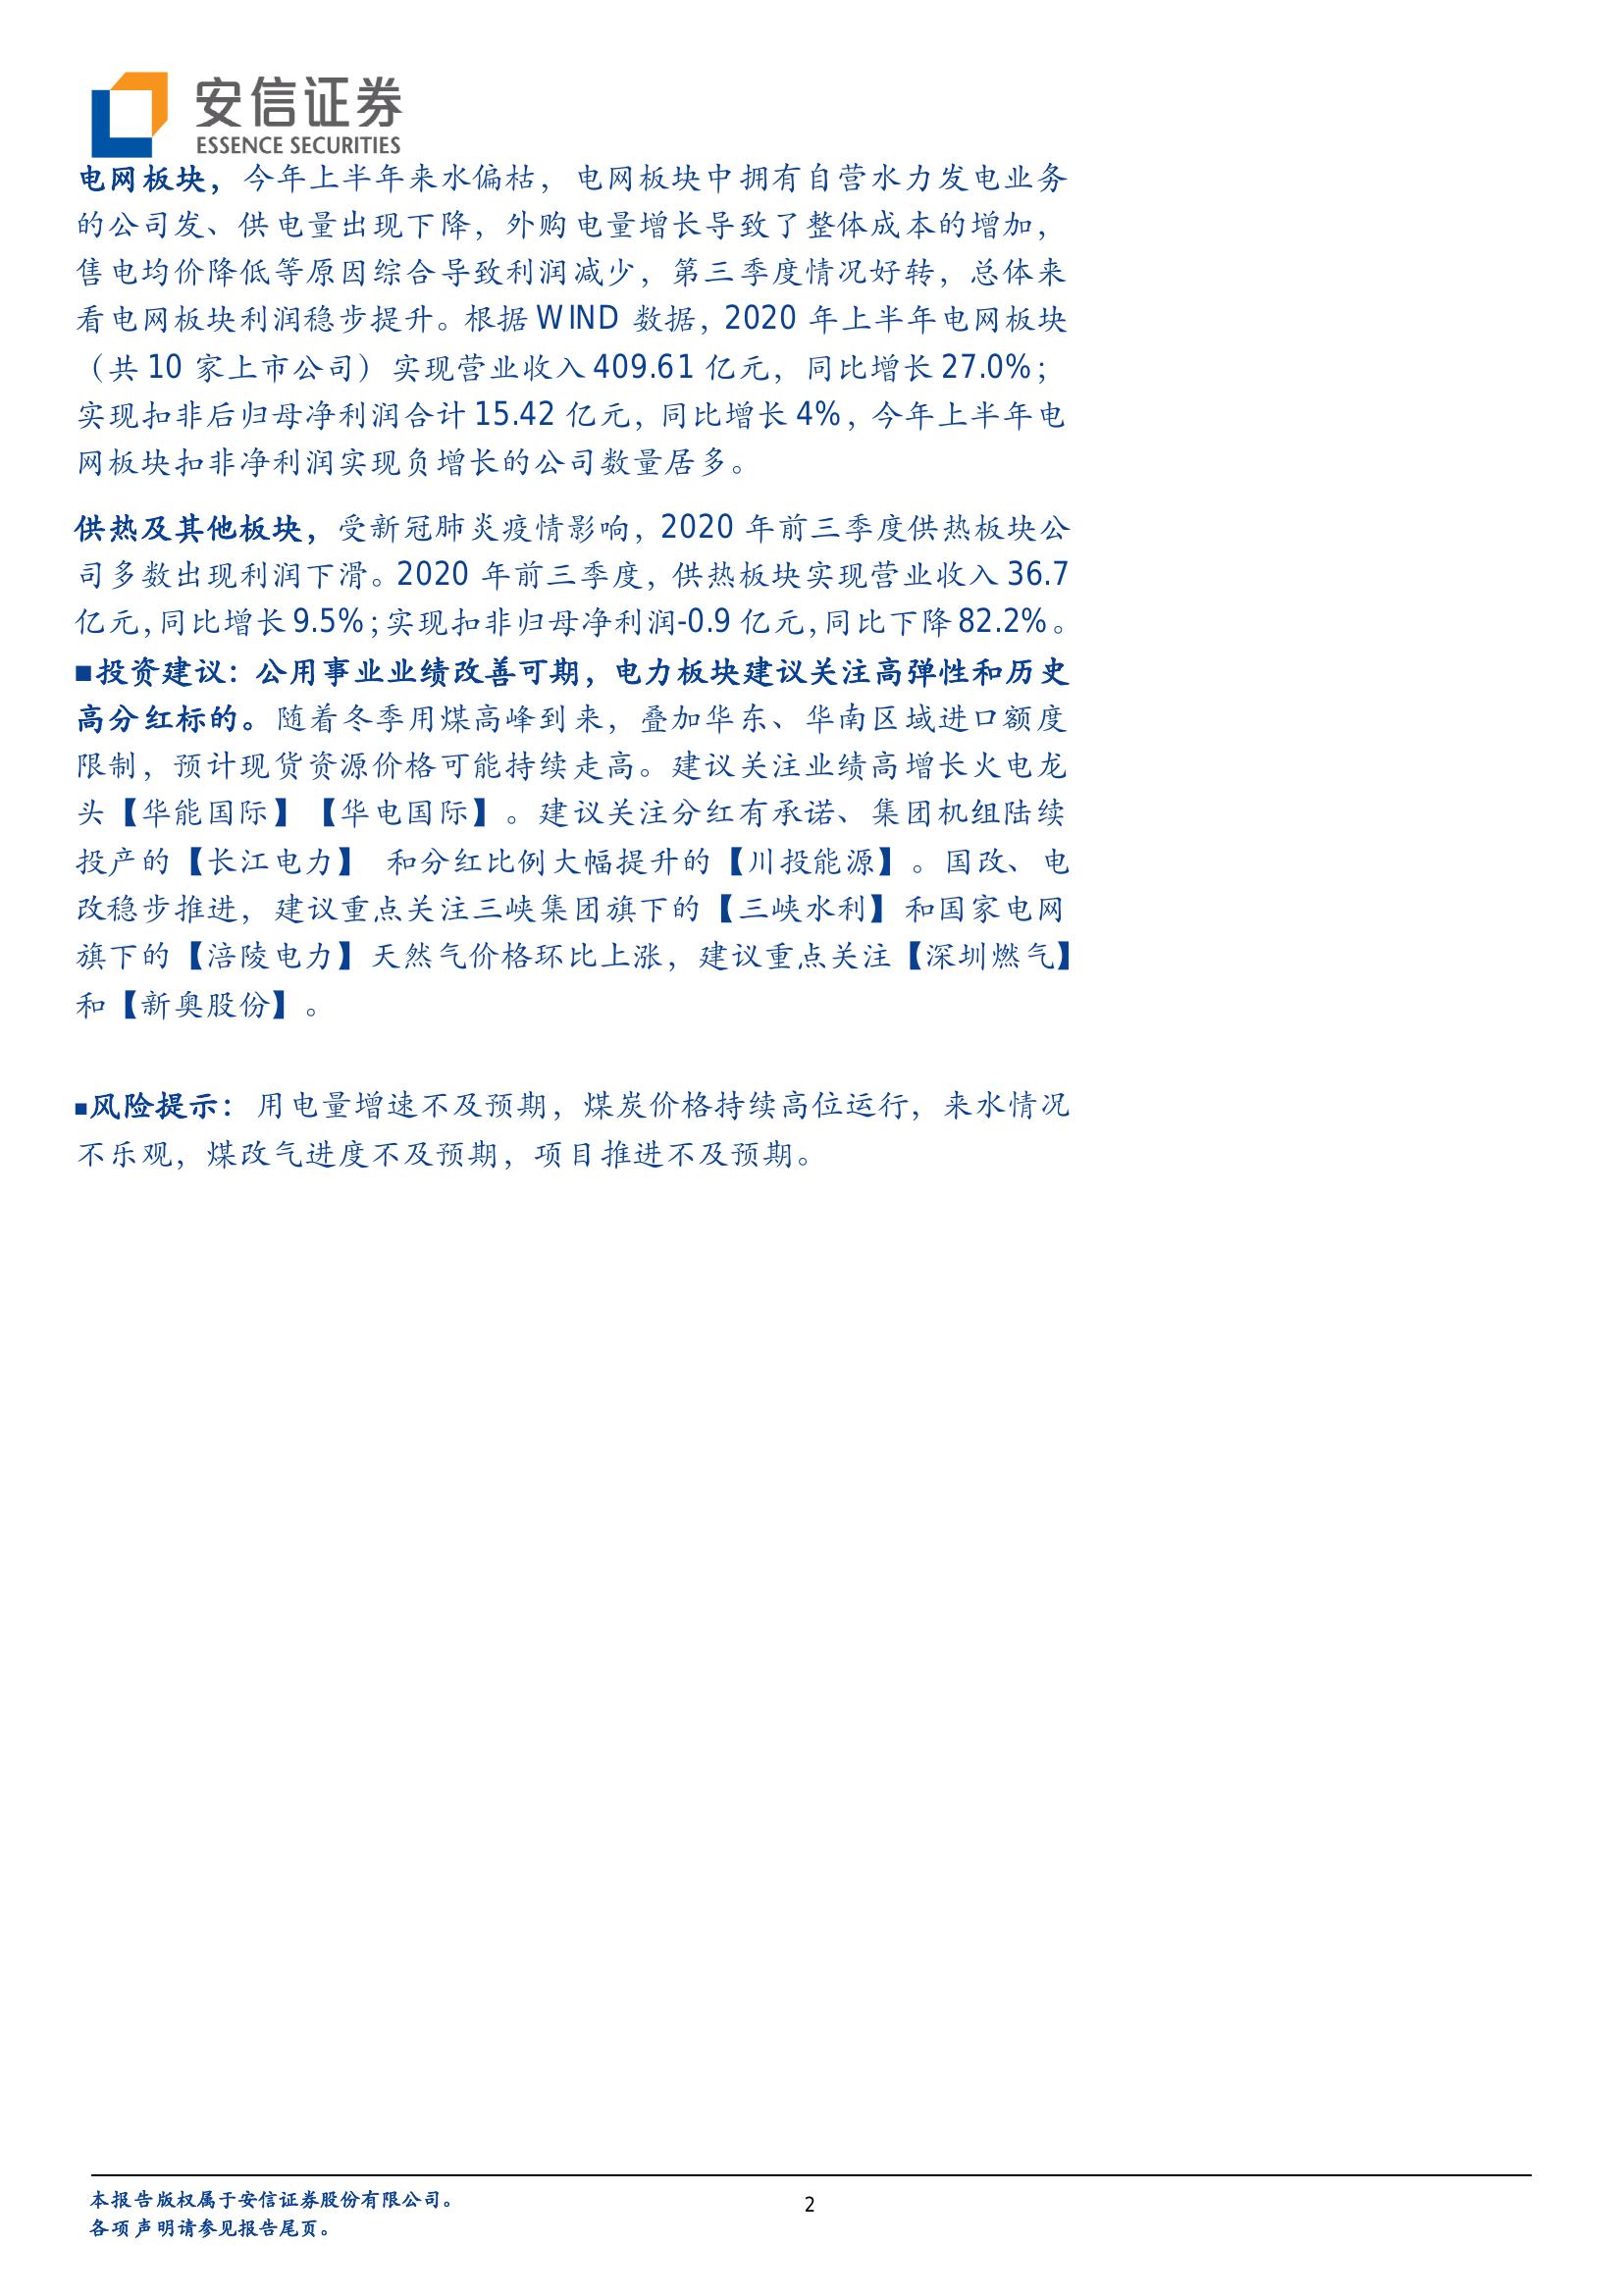 安信证券
ESSENCE SECURITIES
电网板块，今年上半年来水偏枯，电网板块中拥有自营水力发电业务
的公司发、供电量出现下降，外购电量增长导致了整体成本的增加，
售电均价降低等原因综合导致利润减少，第三季度情况好转，总体来
看电网板块利润稳步提升。根据 WIND 数据，2020 年上半年电网板块
（共 10 家上市公司）实现营业收入 409.61 亿元，同比增长 27.0%；
实现扣非后归母净利润合计 15.42 亿元，同比增长 4%，今年上半年电
网板块扣非净利润实现负增长的公司数量居多。
供热及其他板块，受新冠肺炎疫情影响，2020 年前三季度供热板块公
司多数出现利润下滑。2020 年前三季度，供热板块实现营业收入 36.7
亿元，同比增长 9.5%；实现扣非归母净利润-0.9 亿元，同比下降 82.2%。
■投资建议：公用事业业绩改善可期，电力板块建议关注高弹性和历史
高分红标的。随着冬季用煤高峰到来，叠加华东、华南区域进口额度
限制，预计现货资源价格可能持续走高。建议关注业绩高增长火电龙
头【华能国际】【华电国际】。建议关注分红有承诺、集团机组陆续
投产的【长江电力】 和分红比例大幅提升的【川投能源】。国改、电
改稳步推进，建议重点关注三峡集团旗下的【三峡水利】和国家电网
旗下的【涪陵电力】天然气价格环比上涨，建议重点关注【深圳燃气】
和【新奥股份】。
■风险提示：用电量增速不及预期，煤炭价格持续高位运行，来水情况
不乐观，煤改气进度不及预期，项目推进不及预期。
本报告版权属于安信证券股份有限公司。
2
各项声明请参见报告尾页。